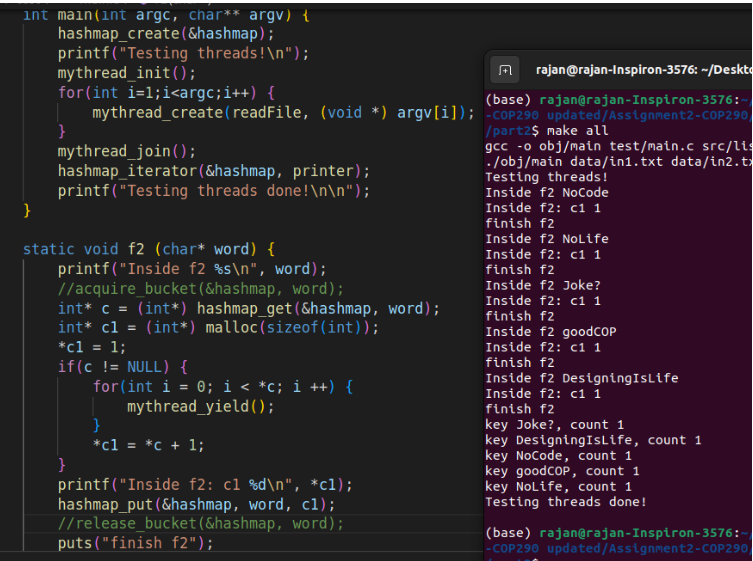 int main(int argc, char** argv) {
    hashmap_create(&hashmap);
    printf("Testing threads!\n");
    mythread_init();
    for(int i=1;i<argc;i++) {
        mythread_create(readFile, (void *) argv[i]);
    }
    mythread_join();
    hashmap_iterator(&hashmap, printer);
    printf("Testing threads done!\n\n");
}
static void f2 (char* word) {
    printf("Inside f2 %s\n", word);
    //acquire_bucket(&hashmap, word);
    int* c = (int*) hashmap_get(&hashmap, word);
    int* c1 = (int*) malloc(sizeof(int));
    *c1 = 1;
    if(c != NULL) {
        for(int i = 0; i < *c; i ++) {
            mythread_yield();
        }
        *c1 = *c + 1;
    }
    printf("Inside f2: c1 %d\n", *c1);
    hashmap_put(&hashmap, word, c1);
    //release_bucket(&hashmap, word);
    puts("finish f2");
rajan@rajan-Inspiron-3576: ~/Deskto
(base) rajan@rajan-Inspiron-3576:~/
-COP290 updated/Assignment2-COP290/
/part2$ make all
gcc -o obj/main test/main.c src/lis
./obj/main data/in1.txt data/in2.tx
Testing threads!
Inside f2 NoCode
Inside f2: c1 1
finish f2
Inside f2 NoLife
Inside f2: c1 1
finish f2
Inside f2 Joke?
Inside f2: c1 1
finish f2
Inside f2 goodCOP
Inside f2: c1 1
finish f2
Inside f2 DesigningIsLife
Inside f2: c1 1
finish f2
key Joke?, count 1
key DesigningIsLife, count 1
key NoCode, count 1
key goodCOP, count 1
key NoLife, count 1
Testing threads done!
(base) rajan@rajan-Inspiron-3576:~/
-COP290 updated/Assignment2-COP290/